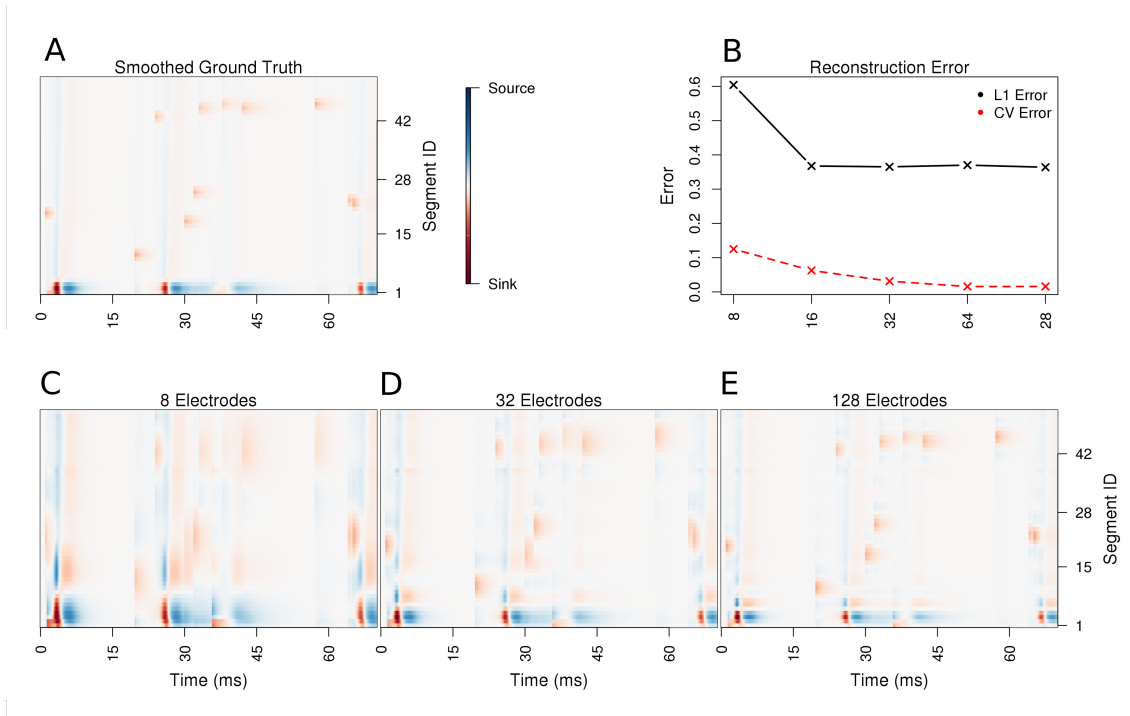 A
B
Smoothed Ground Truth
Reconstruction Error
Source
Sink
42
28
15
1
Segment ID
0
15
30
45
60
L1 Error
CV Error
Error
0.6
0.5
0.4
0.3
0.2
0.1
0.0
8
16
32
64
28
C
D
E
8 Electrodes
32 Electrodes
128 Electrodes
42
28
15
1
Segment ID
0
15
30
45
60
0
15
30
45
60
0
15
30
45
60
Time (ms)
Time (ms)
Time (ms)